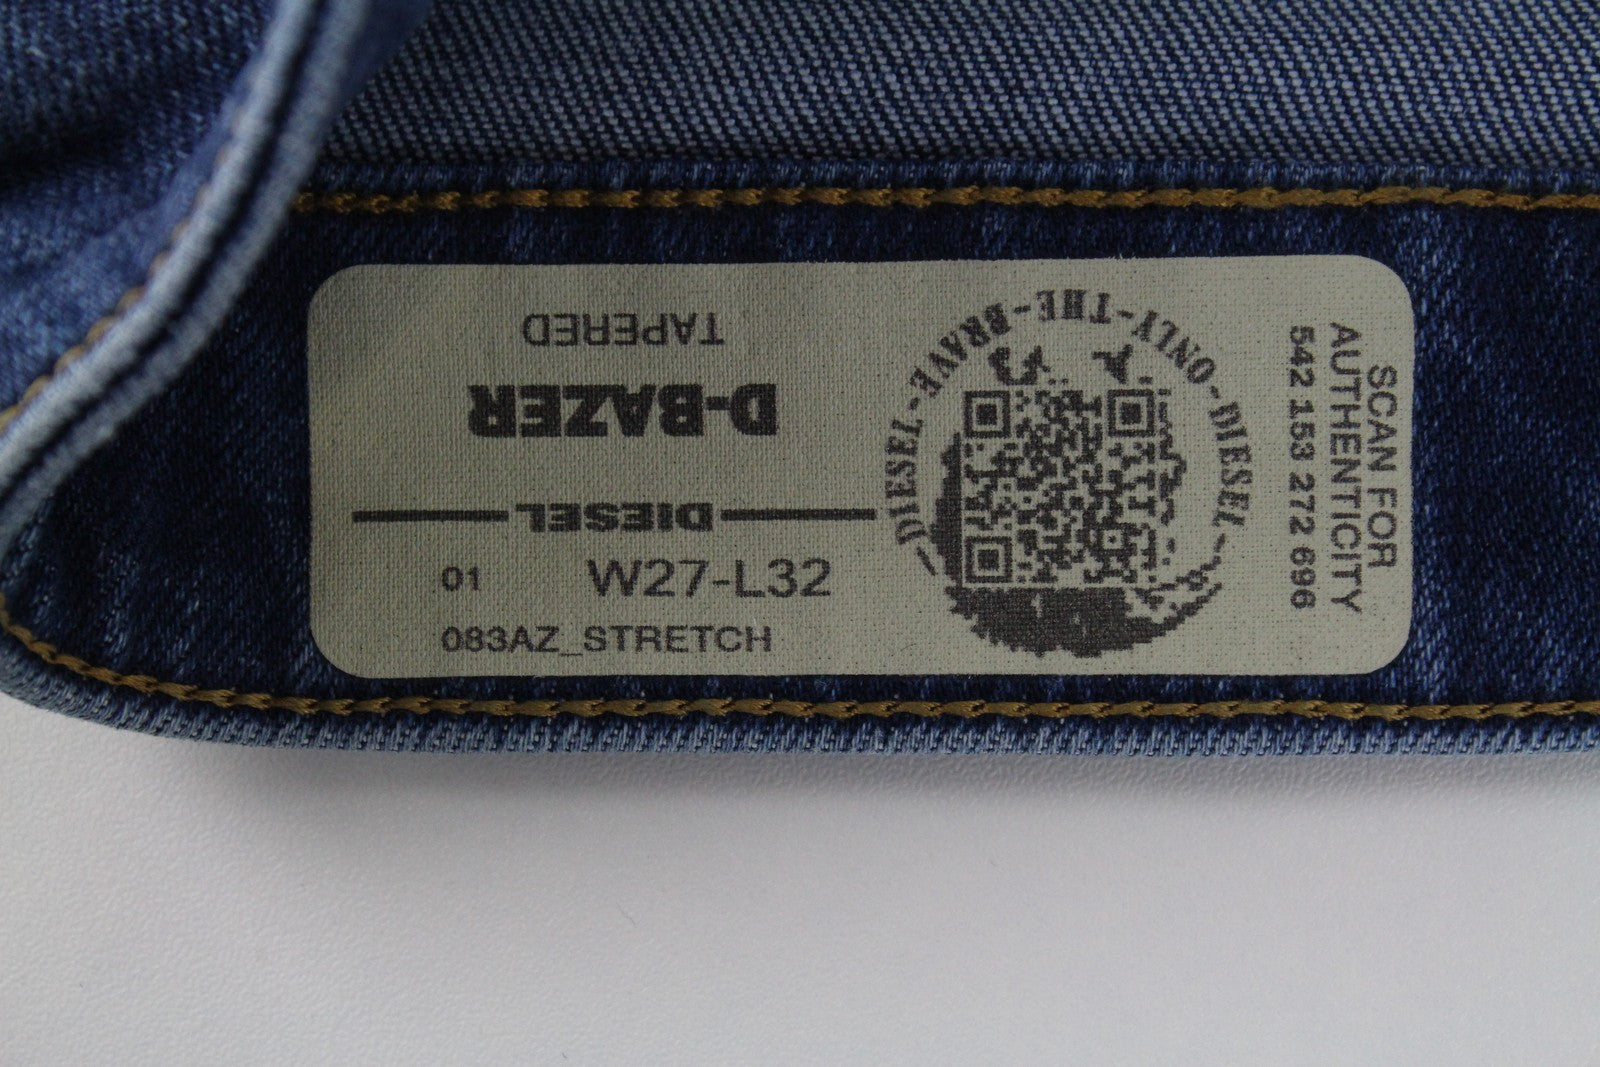 TAPERED
D-BAZER
DIESEL
01 W27-L32
083AZ_STRETCH
DIESEL-ONLY-THE-BRAVE-DIESEL
SCAN FOR
AUTHENTICITY
542 153 272 696